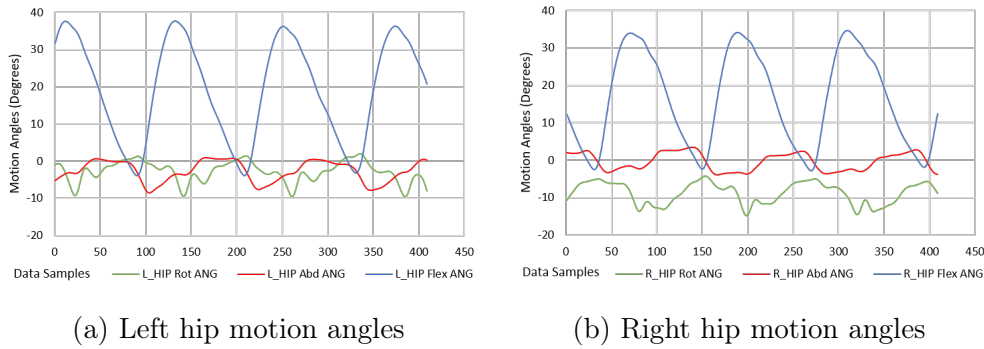 40
30
20
10
0
-10
-20
Motion Angles (Degrees)
0 50 100 150 200 250 300 350 400 450
Data Samples L_HIP Rot ANG L_HIP Abd ANG L_HIP Flex ANG
(a) Left hip motion angles
40
30
20
10
0
-10
-20
Motion Angles (Degrees)
0 50 100 150 200 250 300 350 400 450
Data Samples R_HIP Rot ANG R_HIP Abd ANG R_HIP Flex ANG
(b) Right hip motion angles